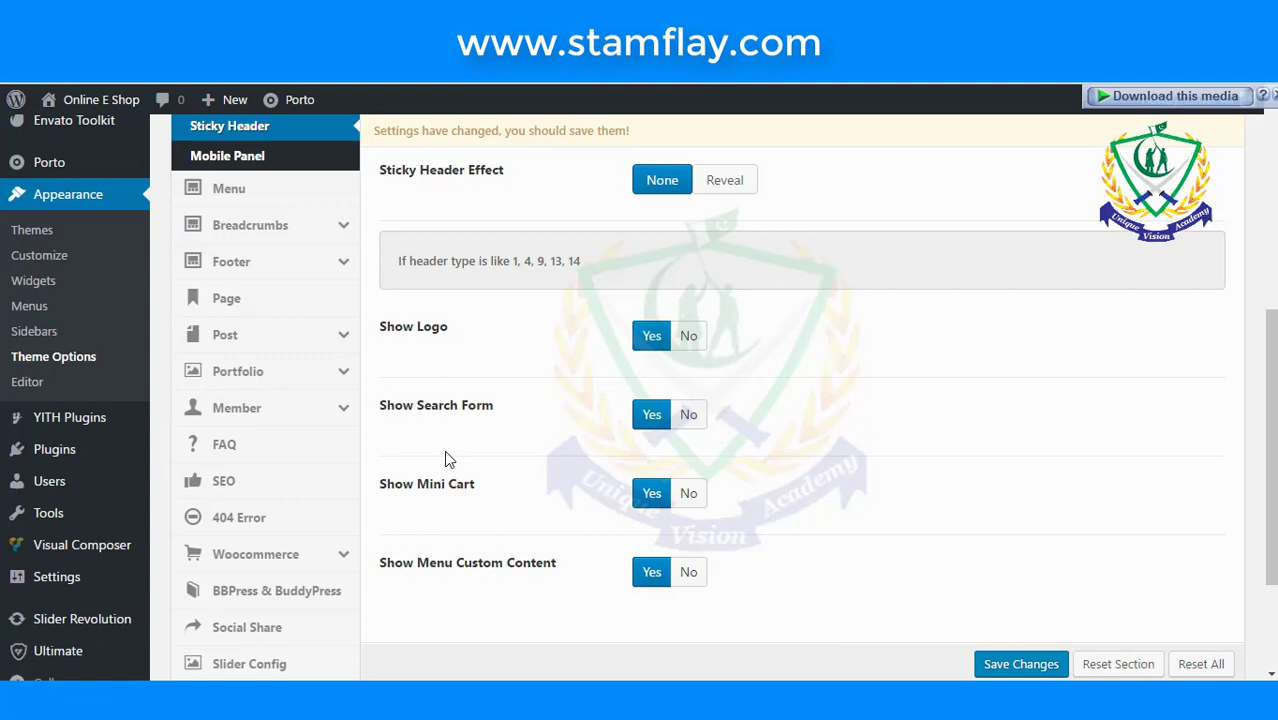 www.stamflay.com
Online E Shop 0 New Porto
Download this media ?
Envato Toolkit
Porto
Appearance
Themes
Customize
Widgets
Menus
Sidebars
Theme Options
Editor
YITH Plugins
Plugins
Users
Tools
Visual Composer
Settings
Slider Revolution
Ultimate
Sticky Header
Mobile Panel
Menu
Breadcrumbs
Footer
Page
Post
Portfolio
Member
FAQ
SEO
404 Error
Woocommerce
BBPress & BuddyPress
Social Share
Slider Config
Settings have changed, you should save them!
Sticky Header Effect None Reveal
If header type is like 1, 4, 9, 13, 14
Show Logo Yes No
Show Search Form Yes No
Show Mini Cart Yes No
Show Menu Custom Content Yes No
Save Changes Reset Section Reset All
Unique Vision Academy
Unique Vision Academy